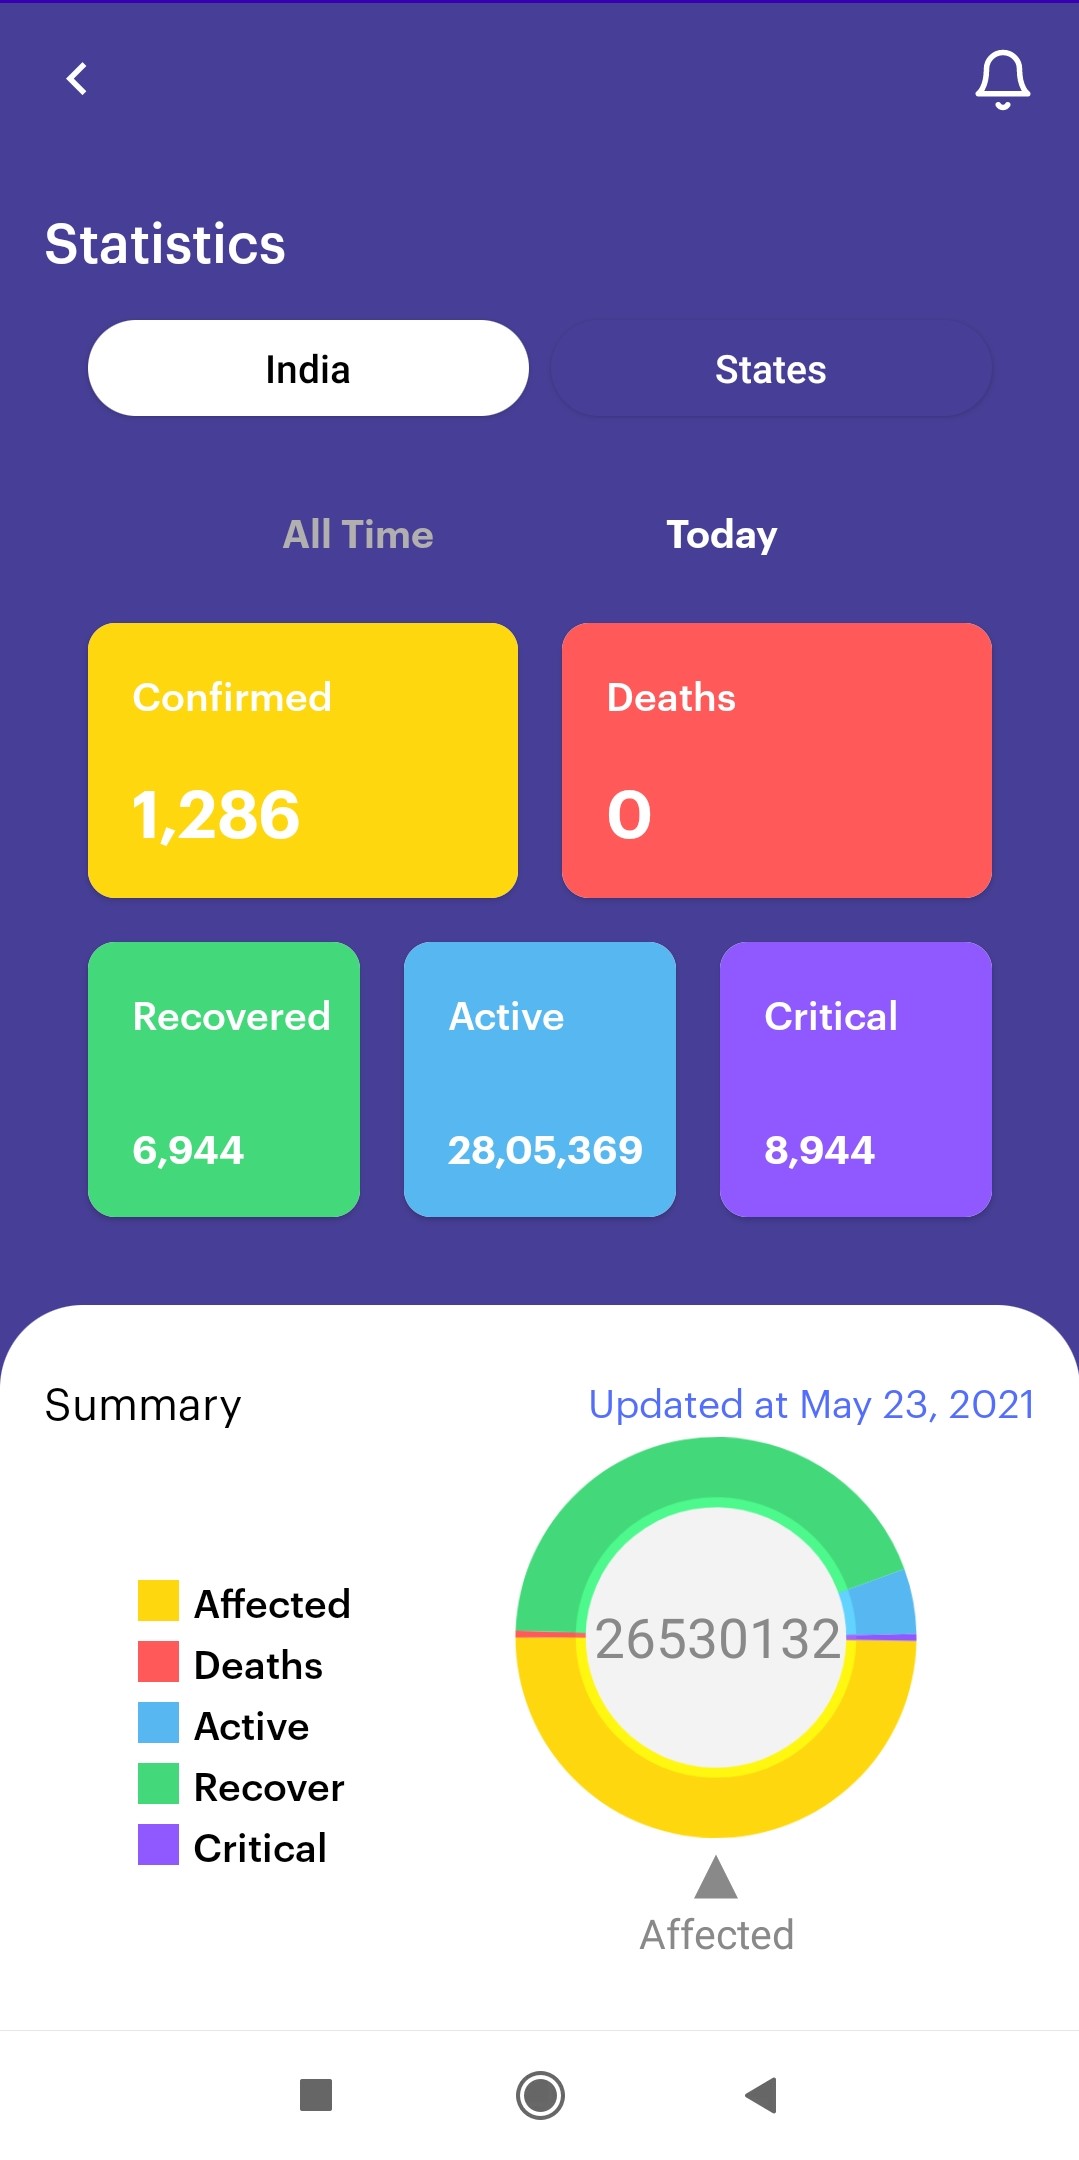 Statistics
India
States
All Time
Today
Confirmed
1,286
Deaths
0
Recovered
6,944
Active
28,05,369
Critical
8,944
Summary
Updated at May 23, 2021
Affected
Deaths
Active
Recover
Critical
26530132
Affected